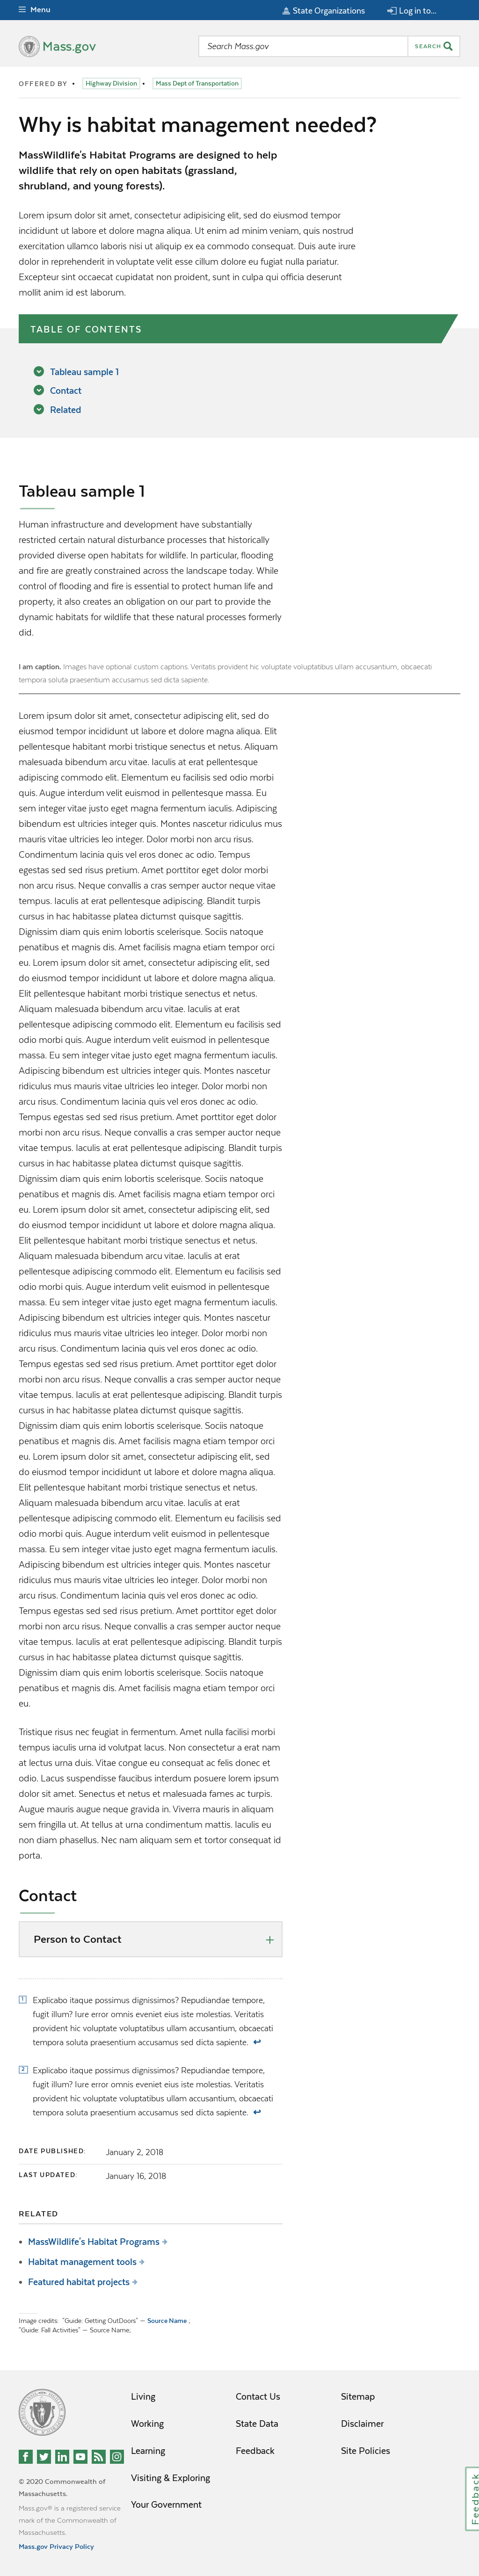 Menu
State Organizations
Log in to...
Mass.gov
Search Mass.gov
SEARCH
OFFERED BY • Highway Division • Mass Dept of Transportation
Why is habitat management needed?
MassWildlife's Habitat Programs are designed to help
wildlife that rely on open habitats (grassland,
shrubland, and young forests).
Lorem ipsum dolor sit amet, consectetur adipisicing elit, sed do eiusmod tempor
incididunt ut labore et dolore magna aliqua. Ut enim ad minim veniam, quis nostrud
exercitation ullamco laboris nisi ut aliquip ex ea commodo consequat. Duis aute irure
dolor in reprehenderit in voluptate velit esse cillum dolore eu fugiat nulla pariatur.
Excepteur sint occaecat cupidatat non proident, sunt in culpa qui officia deserunt
mollit anim id est laborum.
TABLE OF CONTENTS
Tableau sample 1
Contact
Related
Tableau sample 1
Human infrastructure and development have substantially
restricted certain natural disturbance processes that historically
provided diverse open habitats for wildlife. In particular, flooding
and fire are greatly constrained across the landscape today. While
control of flooding and fire is essential to protect human life and
property, it also creates an obligation on our part to provide the
dynamic habitats for wildlife that these natural processes formerly
did.
I am caption. Images have optional custom captions. Veritatis provident hic voluptate voluptatibus ullam accusantium, obcaecati
tempora soluta praesentium accusamus sed dicta sapiente.
Lorem ipsum dolor sit amet, consectetur adipiscing elit, sed do
eiusmod tempor incididunt ut labore et dolore magna aliqua. Elit
pellentesque habitant morbi tristique senectus et netus. Aliquam
malesuada bibendum arcu vitae. Iaculis at erat pellentesque
adipiscing commodo elit. Elementum eu facilisis sed odio morbi
quis. Augue interdum velit euismod in pellentesque massa. Eu
sem integer vitae justo eget magna fermentum iaculis. Adipiscing
bibendum est ultricies integer quis. Montes nascetur ridiculus mus
mauris vitae ultricies leo integer. Dolor morbi non arcu risus.
Condimentum lacinia quis vel eros donec ac odio. Tempus
egestas sed sed risus pretium. Amet porttitor eget dolor morbi
non arcu risus. Neque convallis a cras semper auctor neque vitae
tempus. Iaculis at erat pellentesque adipiscing. Blandit turpis
cursus in hac habitasse platea dictumst quisque sagittis.
Dignissim diam quis enim lobortis scelerisque. Sociis natoque
penatibus et magnis dis. Amet facilisis magna etiam tempor orci
eu. Lorem ipsum dolor sit amet, consectetur adipiscing elit, sed
do eiusmod tempor incididunt ut labore et dolore magna aliqua.
Elit pellentesque habitant morbi tristique senectus et netus.
Aliquam malesuada bibendum arcu vitae. Iaculis at erat
pellentesque adipiscing commodo elit. Elementum eu facilisis sed
odio morbi quis. Augue interdum velit euismod in pellentesque
massa. Eu sem integer vitae justo eget magna fermentum iaculis.
Adipiscing bibendum est ultricies integer quis. Montes nascetur
ridiculus mus mauris vitae ultricies leo integer. Dolor morbi non
arcu risus. Condimentum lacinia quis vel eros donec ac odio.
Tempus egestas sed sed risus pretium. Amet porttitor eget dolor
morbi non arcu risus. Neque convallis a cras semper auctor neque
vitae tempus. Iaculis at erat pellentesque adipiscing. Blandit turpis
cursus in hac habitasse platea dictumst quisque sagittis.
Dignissim diam quis enim lobortis scelerisque. Sociis natoque
penatibus et magnis dis. Amet facilisis magna etiam tempor orci
eu. Lorem ipsum dolor sit amet, consectetur adipiscing elit, sed
do eiusmod tempor incididunt ut labore et dolore magna aliqua.
Elit pellentesque habitant morbi tristique senectus et netus.
Aliquam malesuada bibendum arcu vitae. Iaculis at erat
pellentesque adipiscing commodo elit. Elementum eu facilisis sed
odio morbi quis. Augue interdum velit euismod in pellentesque
massa. Eu sem integer vitae justo eget magna fermentum iaculis.
Adipiscing bibendum est ultricies integer quis. Montes nascetur
ridiculus mus mauris vitae ultricies leo integer. Dolor morbi non
arcu risus. Condimentum lacinia quis vel eros donec ac odio.
Tempus egestas sed sed risus pretium. Amet porttitor eget dolor
morbi non arcu risus. Neque convallis a cras semper auctor neque
vitae tempus. Iaculis at erat pellentesque adipiscing. Blandit turpis
cursus in hac habitasse platea dictumst quisque sagittis.
Dignissim diam quis enim lobortis scelerisque. Sociis natoque
penatibus et magnis dis. Amet facilisis magna etiam tempor orci
eu. Lorem ipsum dolor sit amet, consectetur adipiscing elit, sed
do eiusmod tempor incididunt ut labore et dolore magna aliqua.
Elit pellentesque habitant morbi tristique senectus et netus.
Aliquam malesuada bibendum arcu vitae. Iaculis at erat
pellentesque adipiscing commodo elit. Elementum eu facilisis sed
odio morbi quis. Augue interdum velit euismod in pellentesque
massa. Eu sem integer vitae justo eget magna fermentum iaculis.
Adipiscing bibendum est ultricies integer quis. Montes nascetur
ridiculus mus mauris vitae ultricies leo integer. Dolor morbi non
arcu risus. Condimentum lacinia quis vel eros donec ac odio.
Tempus egestas sed sed risus pretium. Amet porttitor eget dolor
morbi non arcu risus. Neque convallis a cras semper auctor neque
vitae tempus. Iaculis at erat pellentesque adipiscing. Blandit turpis
cursus in hac habitasse platea dictumst quisque sagittis.
Dignissim diam quis enim lobortis scelerisque. Sociis natoque
penatibus et magnis dis. Amet facilisis magna etiam tempor orci
eu.
Tristique risus nec feugiat in fermentum. Amet nulla facilisi morbi
tempus iaculis urna id volutpat lacus. Non consectetur a erat nam
at lectus urna duis. Vitae congue eu consequat ac felis donec et
odio. Lacus suspendisse faucibus interdum posuere lorem ipsum
dolor sit amet. Senectus et netus et malesuada fames ac turpis.
Augue mauris augue neque gravida in. Viverra mauris in aliquam
sem fringilla ut. At tellus at urna condimentum mattis. Iaculis eu
non diam phasellus. Nec nam aliquam sem et tortor consequat id
porta.
Contact
Person to Contact
1 Explicabo itaque possimus dignissimos? Repudiandae tempore,
fugit illum? Iure error omnis eveniet eius iste molestias. Veritatis
provident hic voluptate voluptatibus ullam accusantium, obcaecati
tempora soluta praesentium accusamus sed dicta sapiente. ↩
2 Explicabo itaque possimus dignissimos? Repudiandae tempore,
fugit illum? Iure error omnis eveniet eius iste molestias. Veritatis
provident hic voluptate voluptatibus ullam accusantium, obcaecati
tempora soluta praesentium accusamus sed dicta sapiente. ↩
DATE PUBLISHED: January 2, 2018
LAST UPDATED: January 16, 2018
RELATED
• MassWildlife's Habitat Programs
• Habitat management tools
• Featured habitat projects
Image credits: "Guide: Getting OutDoors" — Source Name ;
"Guide: Fall Activities" — Source Name;
Living
Working
Learning
Visiting & Exploring
Your Government
Contact Us
State Data
Feedback
Sitemap
Disclaimer
Site Policies
© 2020 Commonwealth of
Massachusetts.
Mass.gov® is a registered service
mark of the Commonwealth of
Massachusetts.
Mass.gov Privacy Policy
Feedback